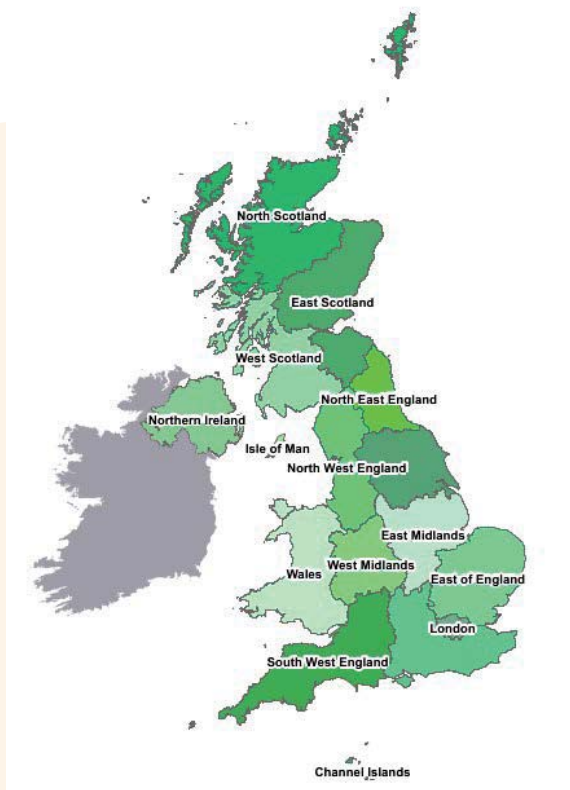 North Scotland
East Scotland
West Scotland
North East England
Northern Ireland
Isle of Man
North West England
East Midlands
West Midlands
Wales
East of England
London
South West England
Channel Islands